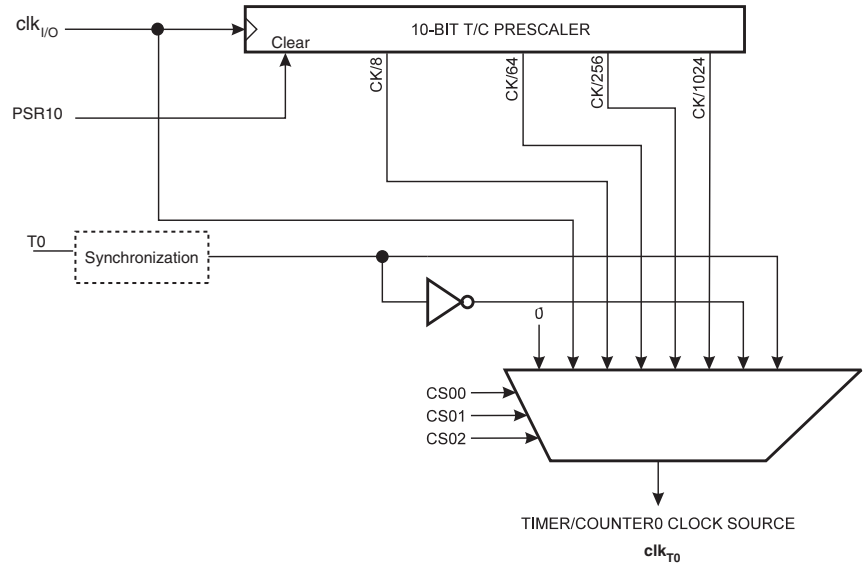 clkI/O
10-BIT T/C PRESCALER
Clear
CK/8
CK/64
CK/256
CK/1024
PSR10
T0
Synchronization
0
CS00
CS01
CS02
TIMER/COUNTER0 CLOCK SOURCE
clkT0